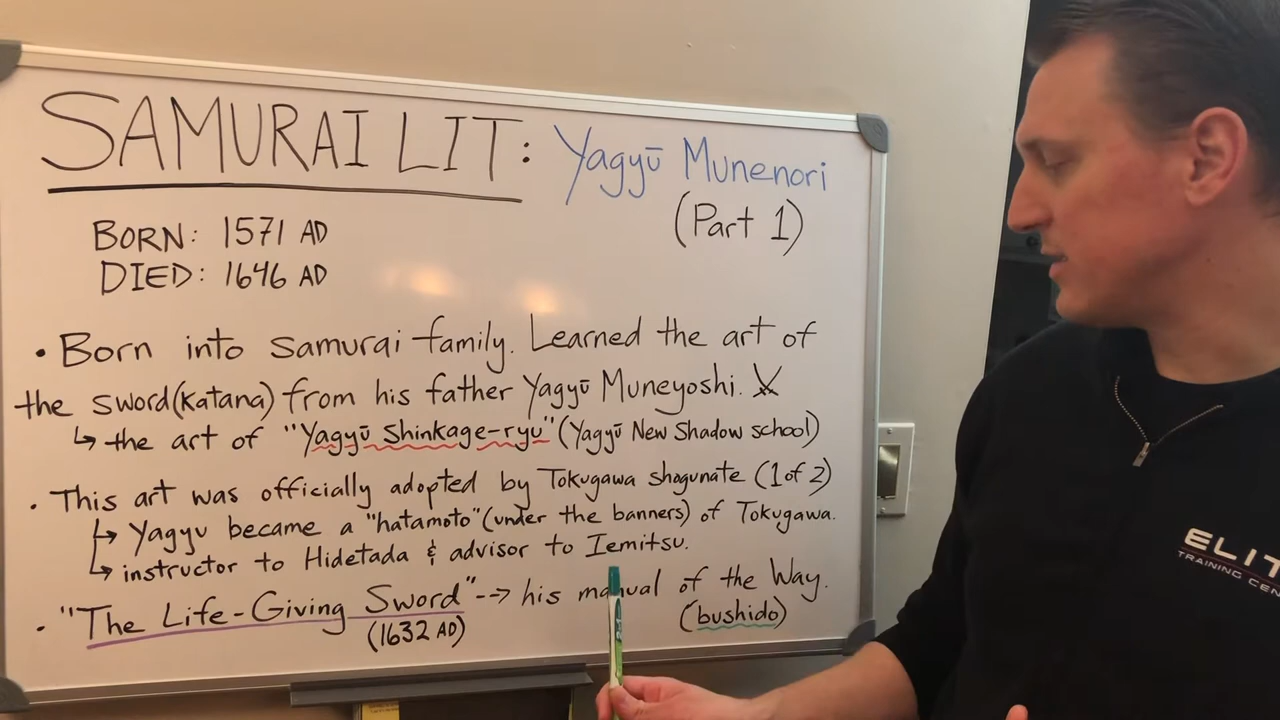 SAMURAI LIT: Yagyū Munenori
(Part 1)
BORN: 1571 AD
DIED: 1646 AD
• Born into samurai family. Learned the art of
the sword (katana) from his father Yagyū Muneyoshi.
↳ the art of "Yagyū Shinkage-ryu" (Yagyū New Shadow school)
• This art was officially adopted by Tokugawa shogunate (1 of 2)
↳ Yagyu became a "hatamoto" (under the banners) of Tokugawa.
↳ instructor to Hidetada & advisor to Iemitsu.
• "The Life-Giving Sword" --> his manual of the Way.
(1632 AD) (bushido)
ELIT
TRAINING CEN